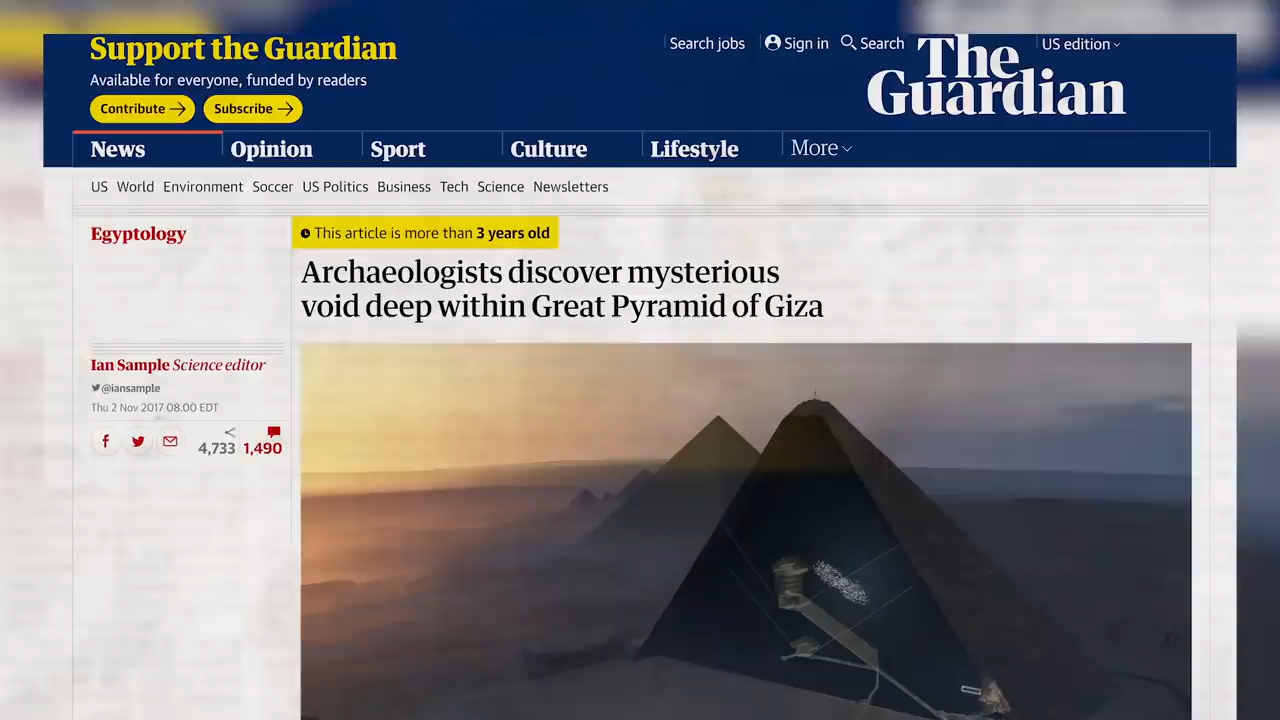 Support the Guardian
Available for everyone, funded by readers
Contribute
Subscribe
Search jobs
Sign in
Search
US edition
The
Guardian
News
Opinion
Sport
Culture
Lifestyle
More
US World Environment Soccer US Politics Business Tech Science Newsletters
Egyptology
This article is more than 3 years old
Archaeologists discover mysterious
void deep within Great Pyramid of Giza
Ian Sample Science editor
@iansample
Thu 2 Nov 2017 08.00 EDT
4,733
1,490